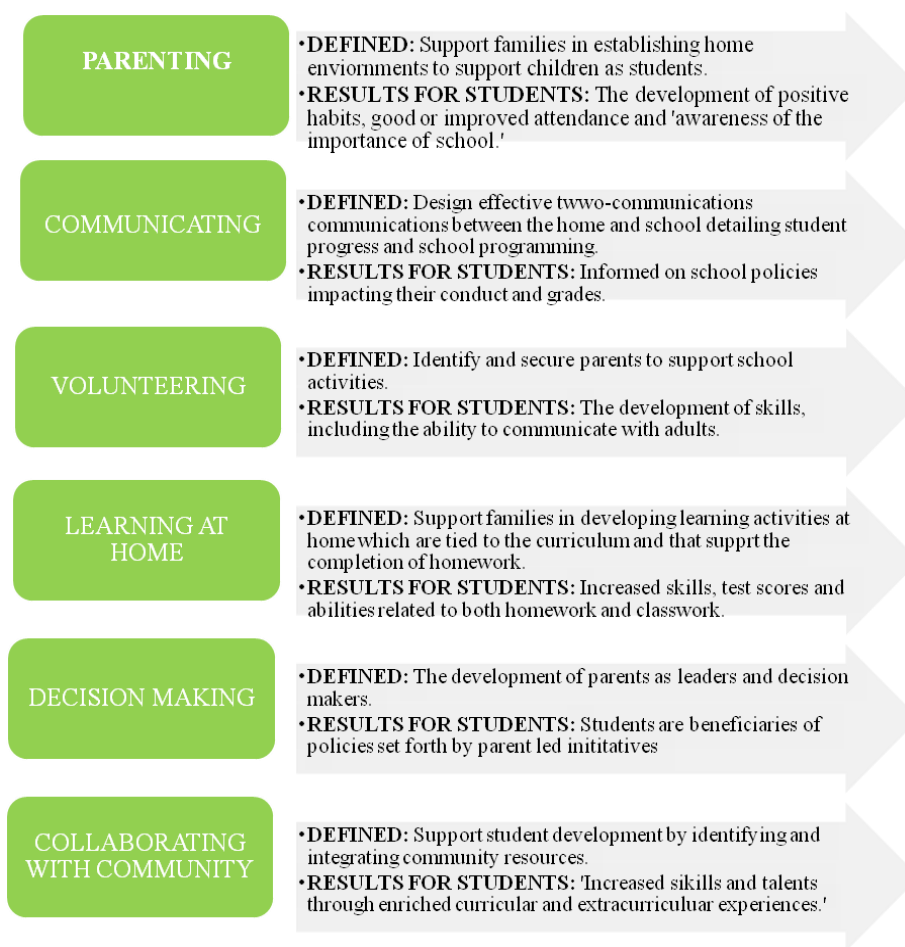 PARENTING
•DEFINED: Support families in establishing home
enviornments to support children as students.
•RESULTS FOR STUDENTS: The development of positive
habits, good or improved attendance and 'awareness of the
importance of school.'
COMMUNICATING
•DEFINED: Design effective twwo-communications
communications between the home and school detailing student
progress and school programming.
•RESULTS FOR STUDENTS: Informed on school policies
impacting their conduct and grades.
VOLUNTEERING
•DEFINED: Identify and secure parents to support school
activities.
•RESULTS FOR STUDENTS: The development of skills,
including the ability to communicate with adults.
LEARNING AT
HOME
•DEFINED: Support families in developing learning activities at
home which are tied to the curriculum and that supprt the
completion of homework.
•RESULTS FOR STUDENTS: Increased skills, test scores and
abilities related to both homework and classwork.
DECISION MAKING
•DEFINED: The development of parents as leaders and decision
makers.
•RESULTS FOR STUDENTS: Students are beneficiaries of
policies set forth by parent led inititatives
COLLABORATING
WITH COMMUNITY
•DEFINED: Support student development by identifying and
integrating community resources.
•RESULTS FOR STUDENTS: 'Increased sikills and talents
through enriched curricular and extracurriculuar experiences.'